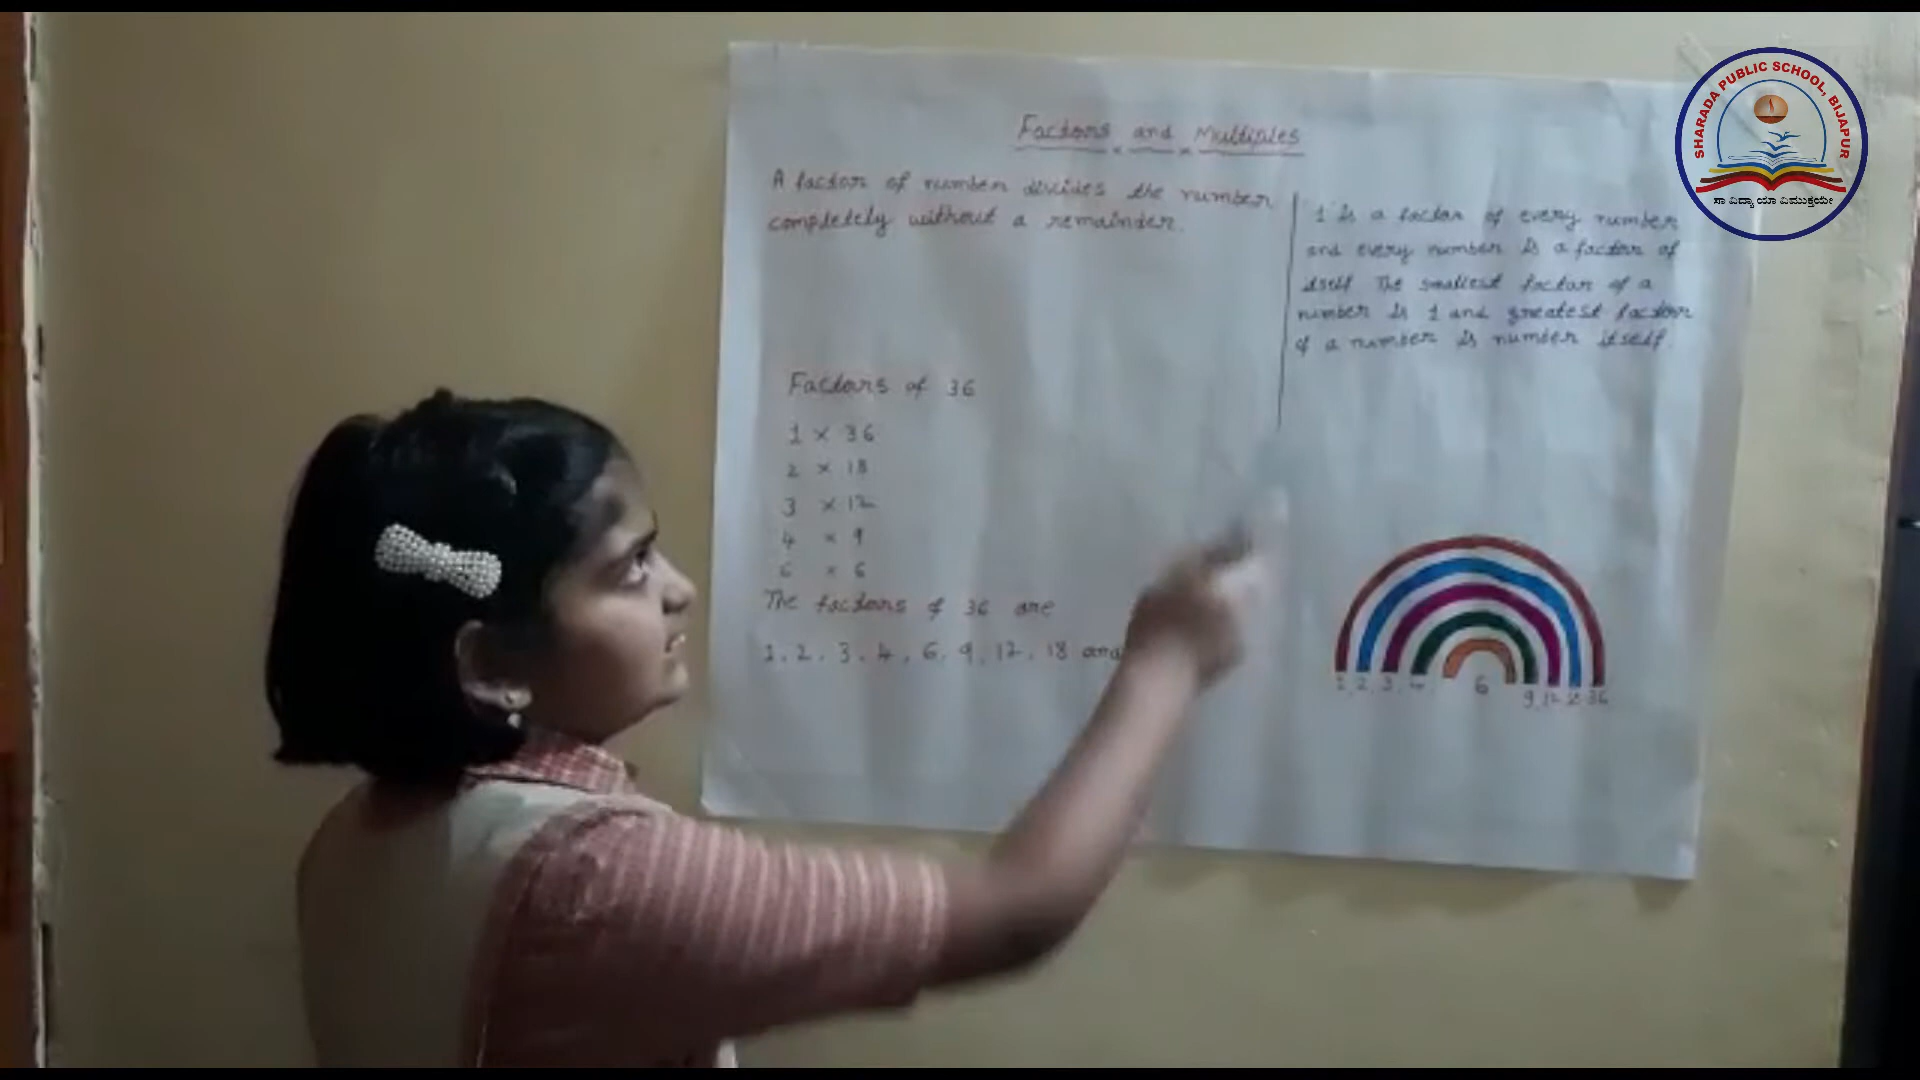 Factors and Multiples
A factor of number divides the number
completely without a remainder.
1 is a factor of every number
and every number is a factor of
itself. The smallest factor of a
number is 1 and greatest factor
of a number is number itself.
Factors of 36
1 × 36
2 × 18
3 × 12
4 × 9
6 × 6
The factors of 36 are
1, 2, 3, 4, 6, 9, 12, 18 and
1, 2, 3, 4, 6 9, 12, 36
SHARADA PUBLIC SCHOOL, BIJAPUR
ಸಾ ವಿದ್ಯಾ ಯಾ ವಿಮುಕ್ತಯೇ